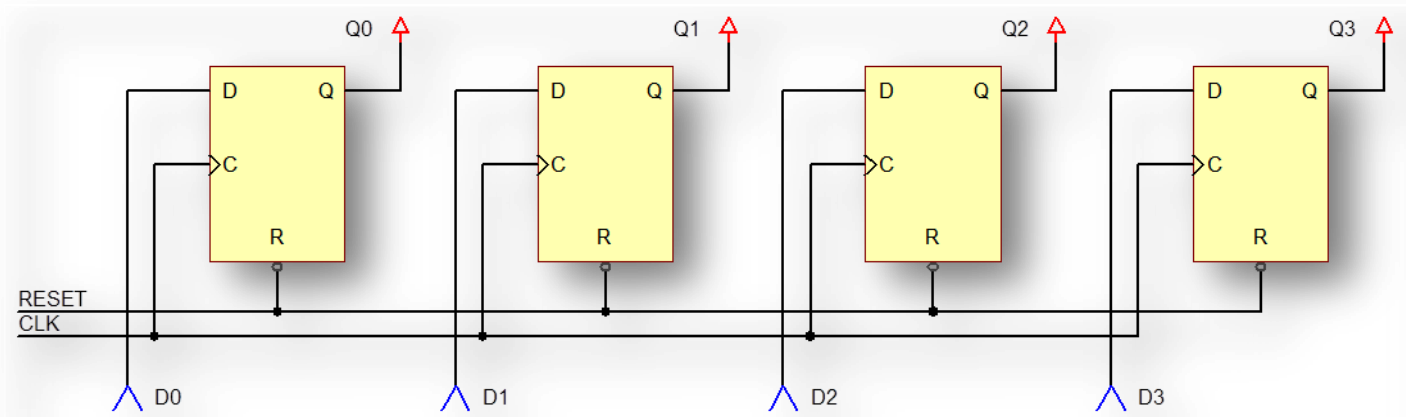 Q0 Q1 Q2 Q3
D Q D Q D Q D Q
C C C C
R R R R
RESET
CLK
D0 D1 D2 D3